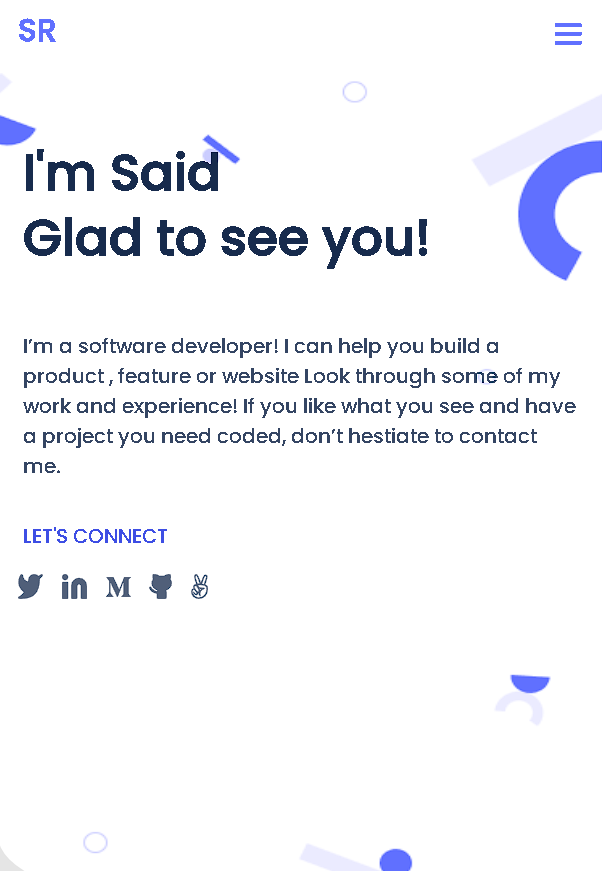 SR
I'm Said
Glad to see you!
I’m a software developer! I can help you build a
product , feature or website Look through some of my
work and experience! If you like what you see and have
a project you need coded, don’t hestiate to contact
me.
LET'S CONNECT